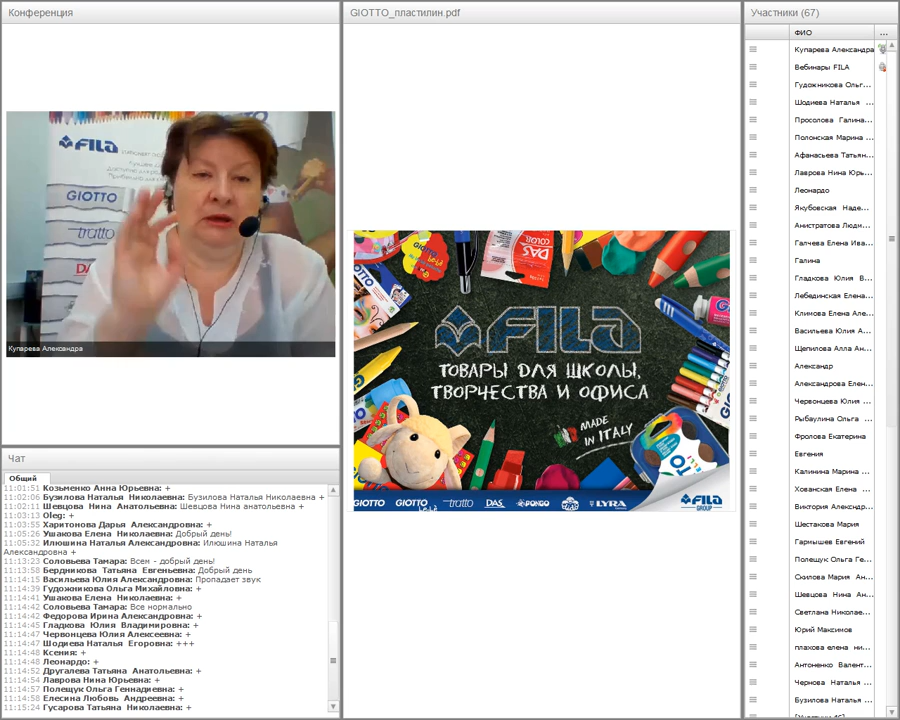 Конференция
FILA
GIOTTO
tratto
Купарева Александра
Чат
Общий
11:01:51 Козьменко Анна Юрьевна: +
11:02:06 Бузилова Наталья Николаевна: Бузилова Наталья Николаевна +
11:02:11 Шевцова Нина Анатольевна: Шевцова Нина анатольевна +
11:03:13 Oleg: +
11:03:55 Харитонова Дарья Александровна: +
11:05:26 Ушакова Елена Николаевна: Добрый день!
11:05:32 Илюшина Наталья Александровна: Илюшина Наталья
Александровна +
11:13:23 Соловьева Тамара: Всем - добрый день!
11:13:58 Бердникова Татьяна Евгеньевна: Добрый день
11:14:15 Васильева Юлия Александровна: Пропадает звук
11:14:39 Гудожникова Ольга Михайловна: +
11:14:41 Ушакова Елена Николаевна: +
11:14:42 Соловьева Тамара: Все нормально
11:14:42 Федорова Ирина Александровна: +
11:14:45 Гладкова Юлия Владимировна: +
11:14:47 Червонцева Юлия Алексеевна: +
11:14:47 Шодиева Наталья Егоровна: +++
11:14:48 Ксения: +
11:14:48 Леонардо: +
11:14:52 Другалева Татьяна Анатольевна: +
11:14:54 Лаврова Нина Юрьевна: +
11:14:57 Полещук Ольга Геннадиевна: +
11:14:58 Елесина Любовь Андреевна: +
11:15:24 Гусарова Татьяна Николаевна: +
GIOTTO_пластилин.pdf
GIOTTO
DAS
COLOR
FILA
ТОВАРЫ ДЛЯ ШКОЛЫ,
ТВОРЧЕСТВА И ОФИСА
MADE
IN ITALY
GIOTTO GIOTTO tratto DAS PONGO LYRA
FILA
GROUP
Участники (67)
ФИО ...
Купарева Александра
Вебинары FILA
Гудожникова Ольг...
Шодиева Наталья ...
Просолова Галина...
Полонская Марина ...
Афанасьева Татьян...
Лаврова Нина Юрь...
Леонардо
Якубовская Наде...
Анистратова Людм...
Галчева Елена Ива...
Галина
Гладкова Юлия В...
Лебединская Елена...
Климова Елена Але...
Васильева Юлия А...
Щепилова Алла Ан...
Александр
Александрова Елен...
Червонцева Юлия ...
Рыбаулина Ольга ...
Фролова Екатерина
Евгения
Калинина Марина ...
Хованская Елена ...
Виктория Александр...
Шестакова Мария
Гармышев Евгений
Полещук Ольга Ге...
Скилова Мария Ан...
Шевцова Нина Ан...
Светлана Николае...
Юрий Максимов
плахова елена ни...
Антоненко Валент...
Чернова Наталья ...
Бузилова Наталья ...